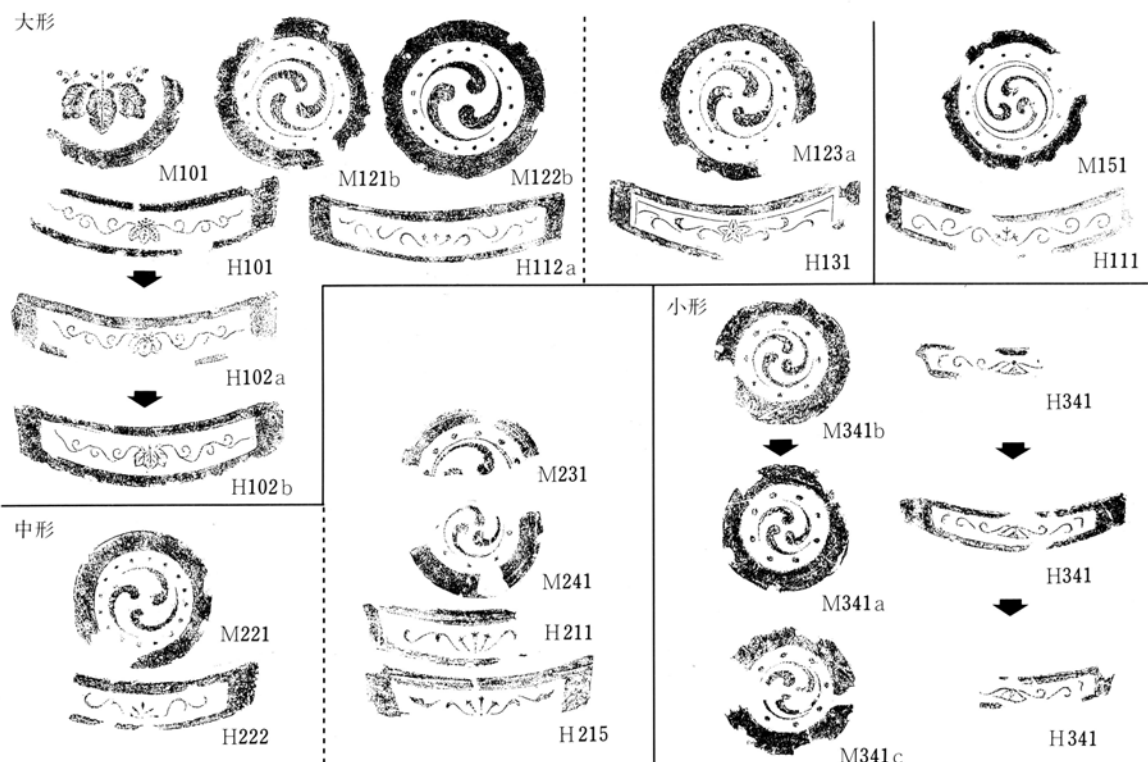 大形
M101
M121b
M122b
M123a
M151
H101
H112a
H131
H111
H102a
H102b
中形
M221
H222
M231
M241
H211
H215
小形
M341b
H341
M341a
H341
M341c
H341